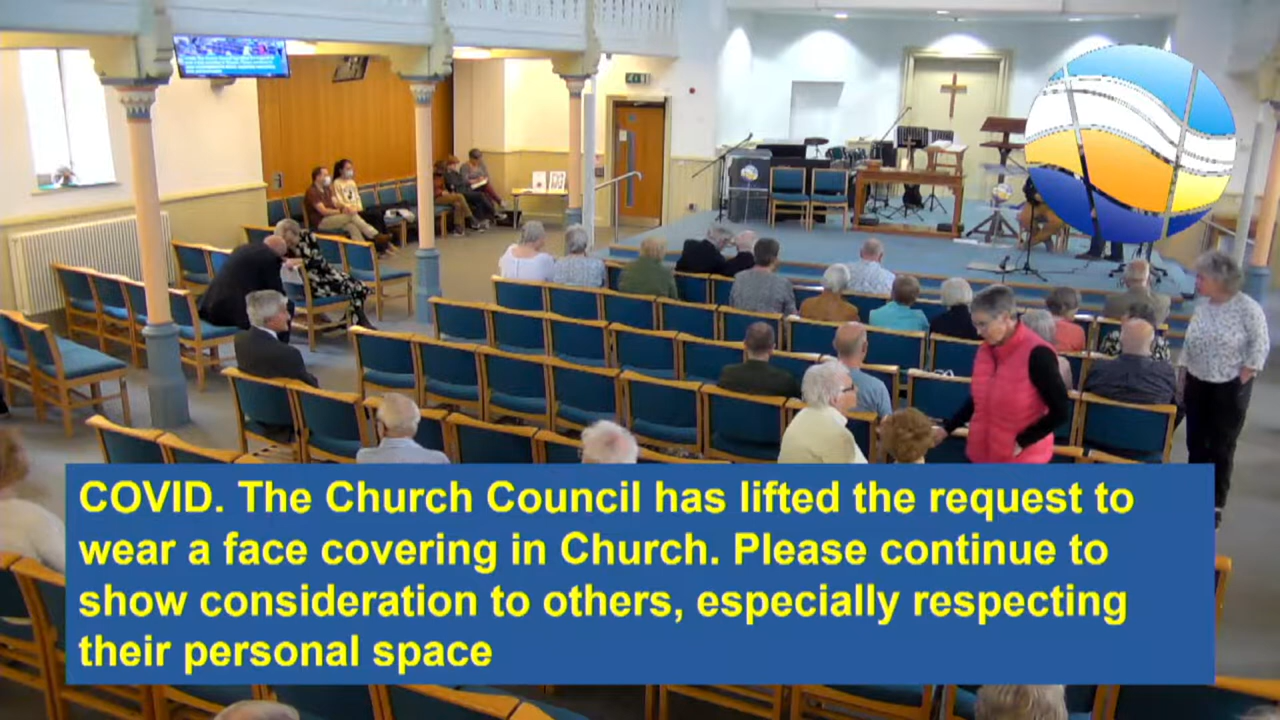 COVID. The Church Council has lifted the request to
wear a face covering in Church. Please continue to
show consideration to others, especially respecting
their personal space